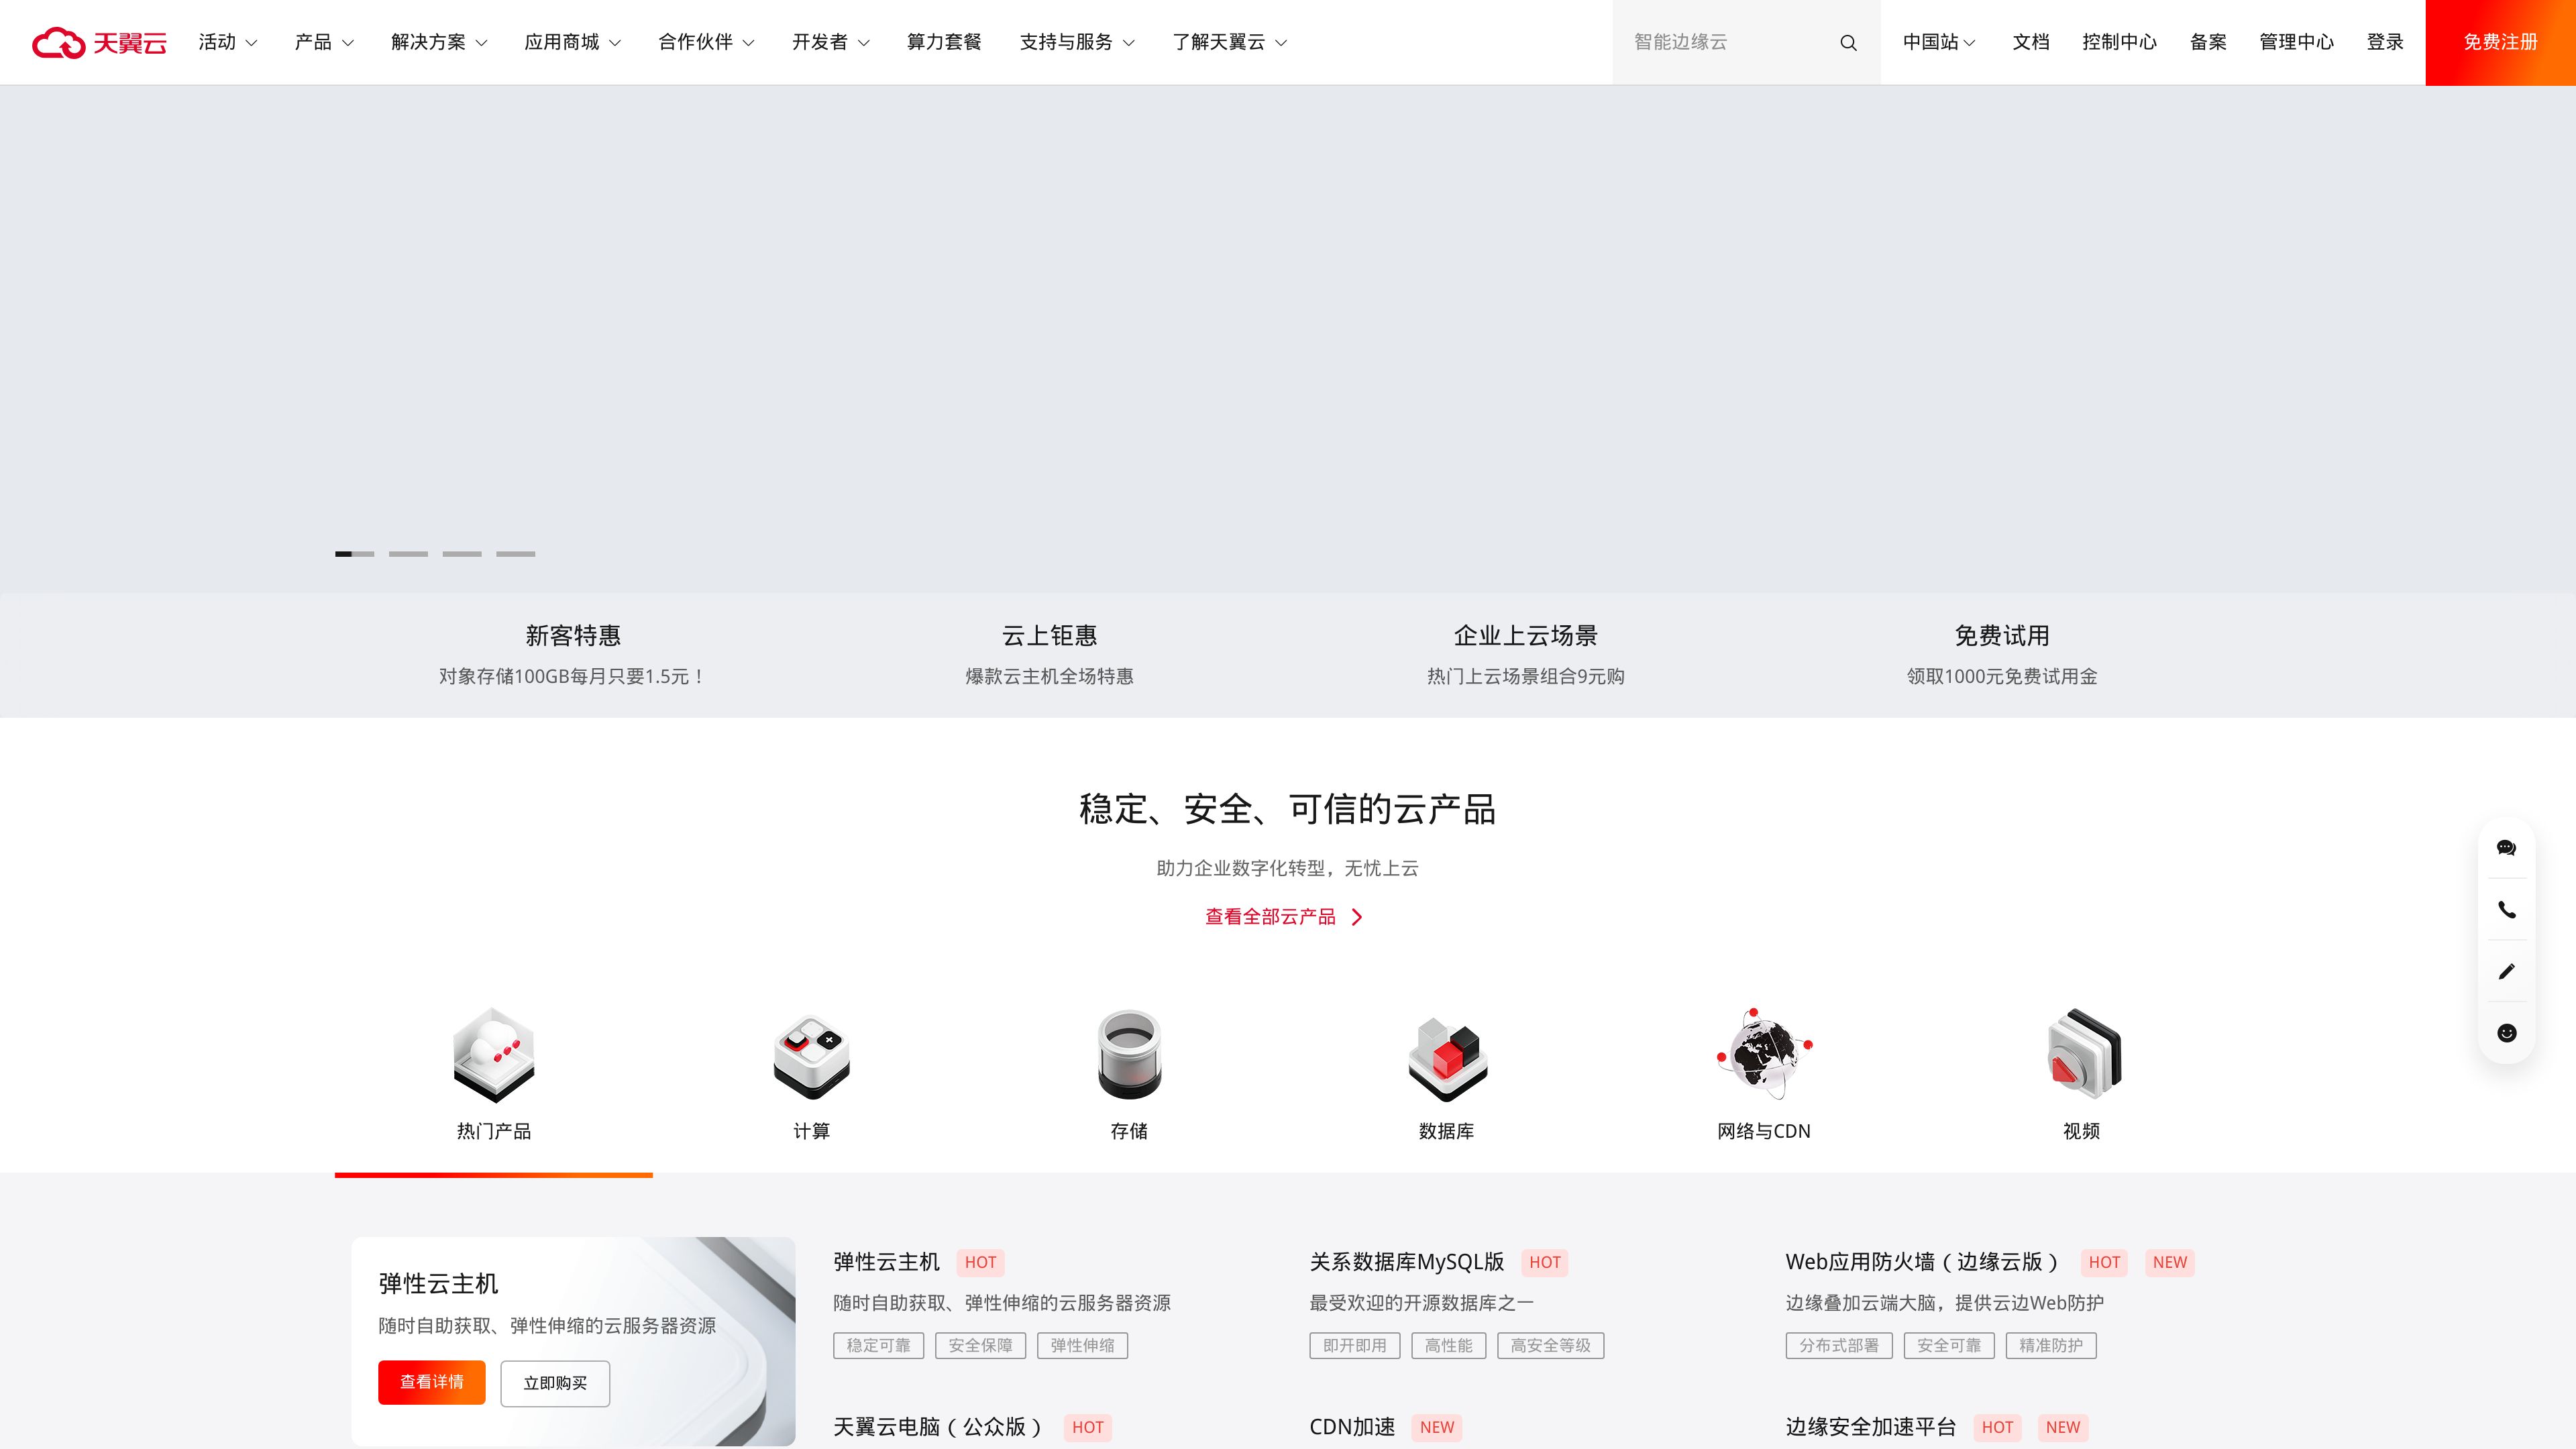 天翼云 活动 产品 解决方案 应用商城 合作伙伴 开发者 算力套餐 支持与服务 了解天翼云 智能边缘云 中国站 文档 控制中心 备案 管理中心 登录 免费注册
新客特惠 云上钜惠 企业上云场景 免费试用
对象存储100GB每月只要1.5元！ 爆款云主机全场特惠 热门上云场景组合9元购 领取1000元免费试用金
稳定、安全、可信的云产品
助力企业数字化转型，无忧上云
查看全部云产品
热门产品 计算 存储 数据库 网络与CDN 视频
弹性云主机
随时自助获取、弹性伸缩的云服务器资源
查看详情 立即购买
弹性云主机 HOT
随时自助获取、弹性伸缩的云服务器资源
稳定可靠 安全保障 弹性伸缩
关系数据库MySQL版 HOT
最受欢迎的开源数据库之一
即开即用 高性能 高安全等级
Web应用防火墙（边缘云版） HOT NEW
边缘叠加云端大脑，提供云边Web防护
分布式部署 安全可靠 精准防护
天翼云电脑（公众版） HOT
CDN加速 NEW
边缘安全加速平台 HOT NEW